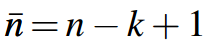 n̄ = n − k + 1